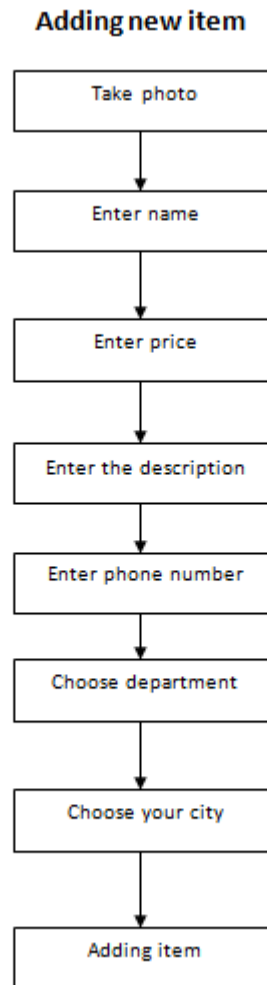 Adding new item
Take photo
Enter name
Enter price
Enter the description
Enter phone number
Choose department
Choose your city
Adding item